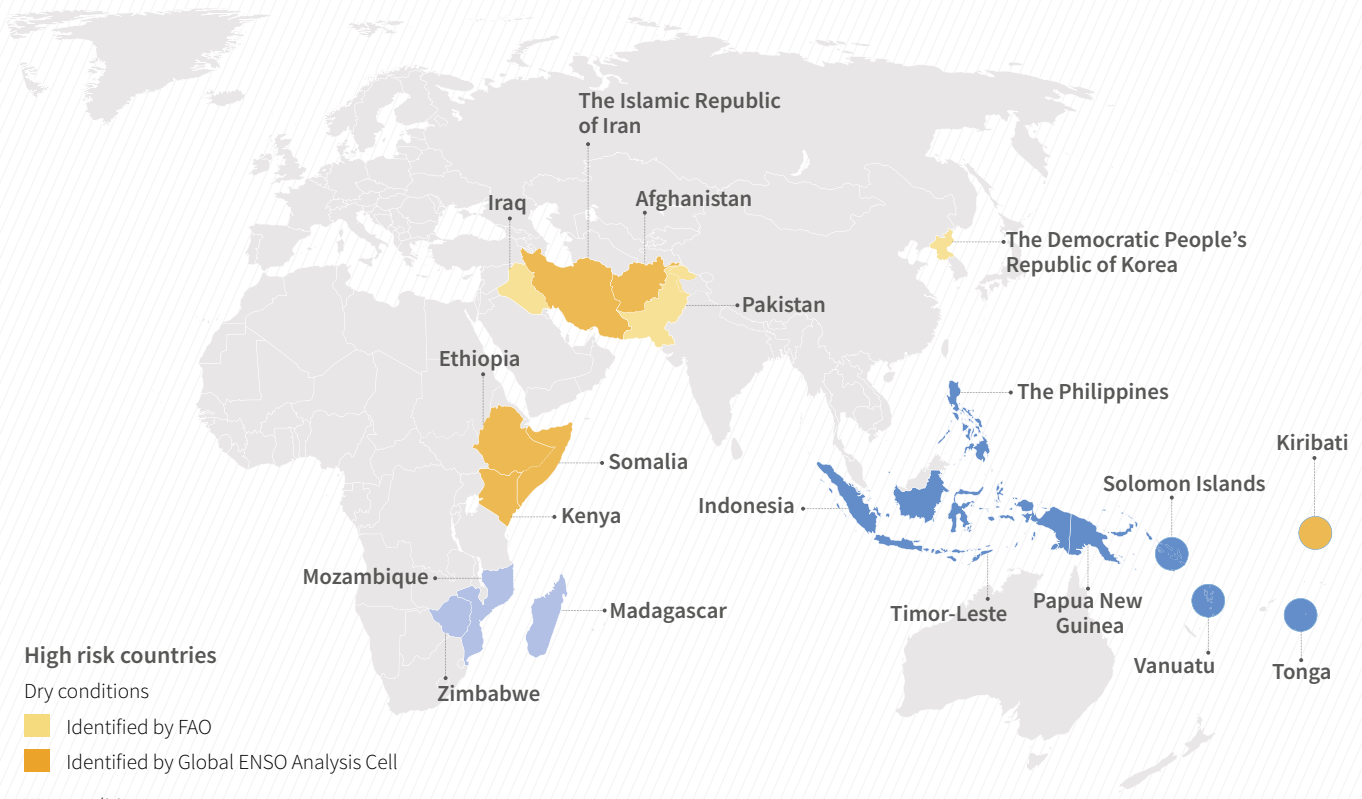 The Islamic Republic
of Iran
Iraq
Afghanistan
The Democratic People's
Republic of Korea
Pakistan
Ethiopia
The Philippines
Kiribati
Somalia
Solomon Islands
Indonesia
Kenya
Mozambique
Madagascar
Timor-Leste
Papua New
Guinea
High risk countries
Vanuatu
Tonga
Dry conditions
Zimbabwe
Identified by FAO
Identified by Global ENSO Analysis Cell